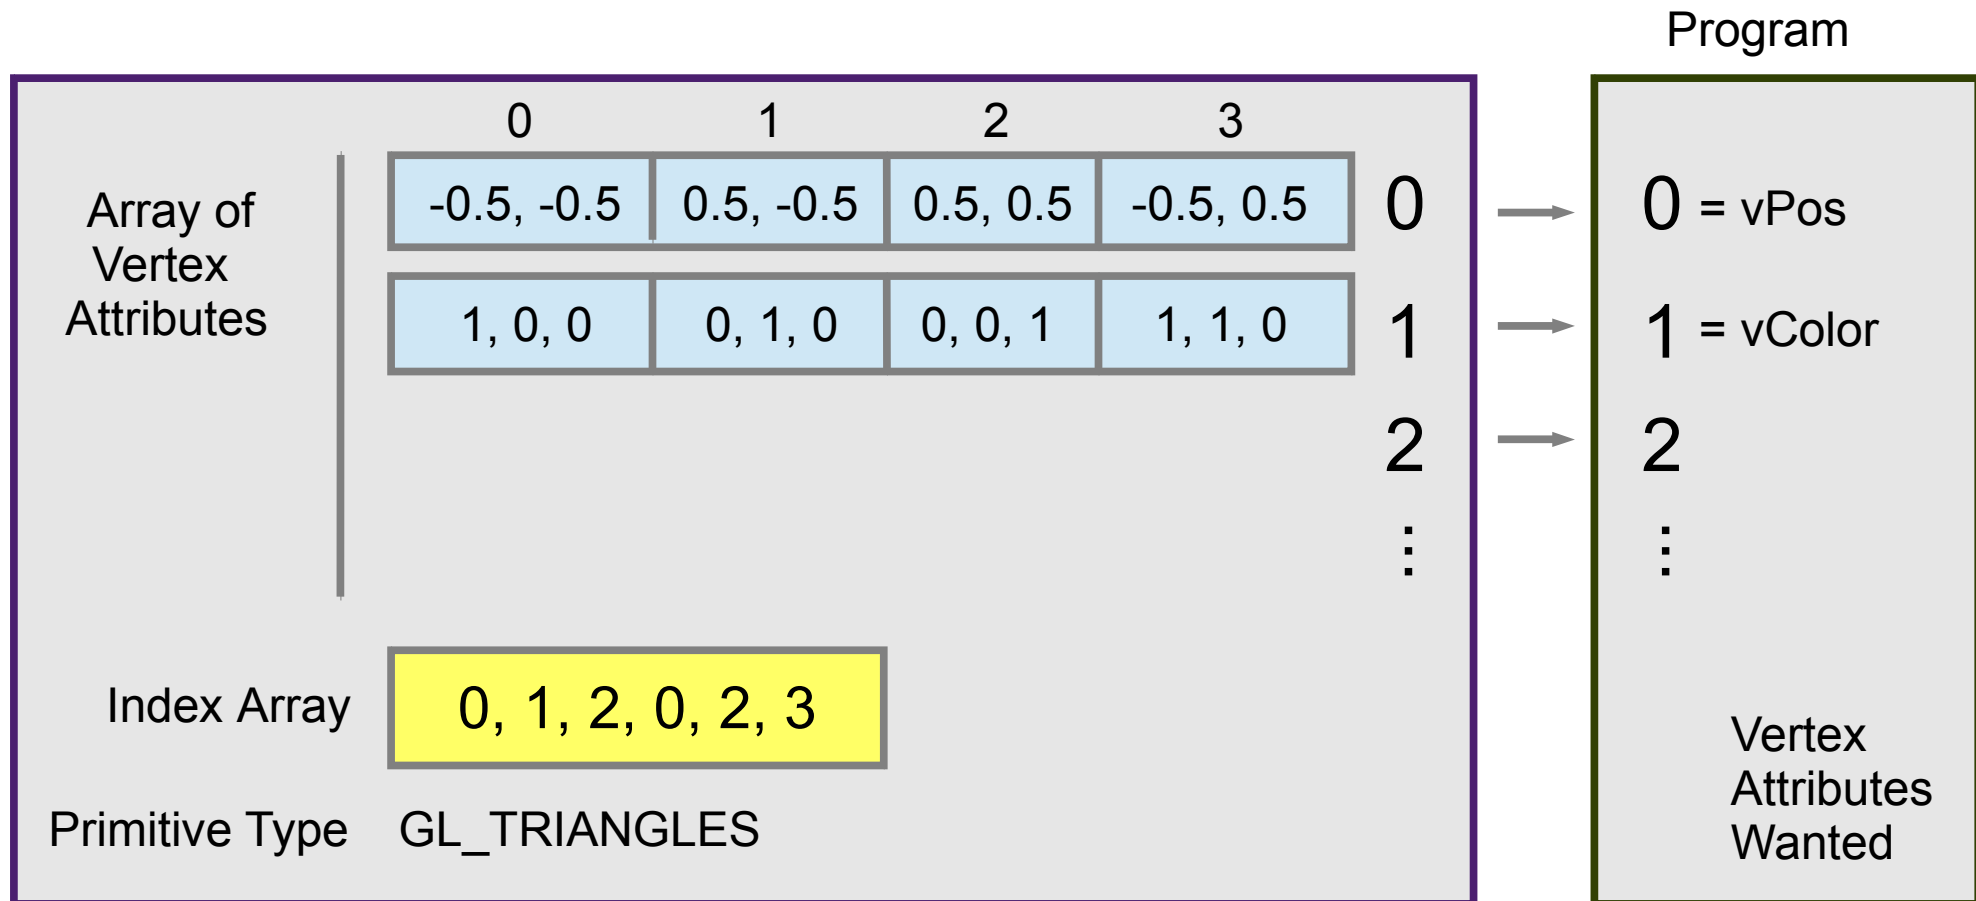 Program
0 1 2 3
Array of
Vertex
Attributes
-0.5, -0.5 0.5, -0.5 0.5, 0.5 -0.5, 0.5 0
0 = vPos
1, 0, 0 0, 1, 0 0, 0, 1 1, 1, 0 1
1 = vColor
2
2
⋮
⋮
Index Array 0, 1, 2, 0, 2, 3
Primitive Type GL_TRIANGLES
Vertex
Attributes
Wanted